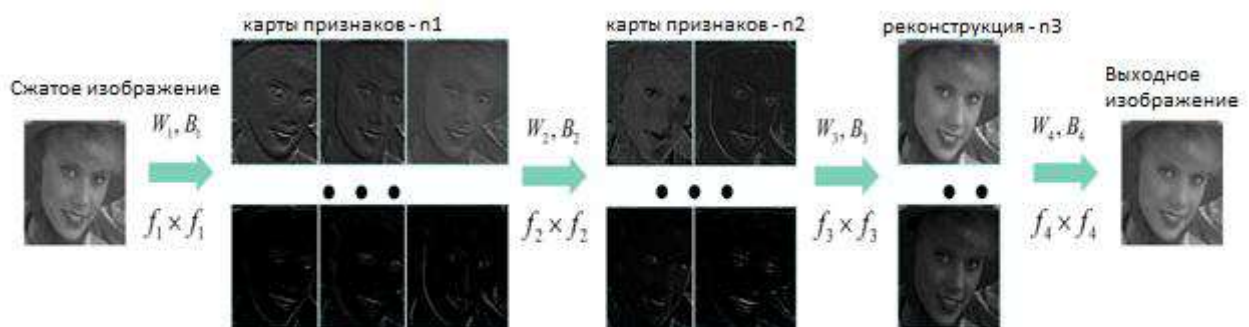 карты признаков - n1
карты признаков - n2
реконструкция - n3
Сжатое изображение
Выходное
изображение
W₁, B₁
W₂, B₂
W₃, B₃
W₄, B₄
f₁ × f₁
f₂ × f₂
f₃ × f₃
f₄ × f₄